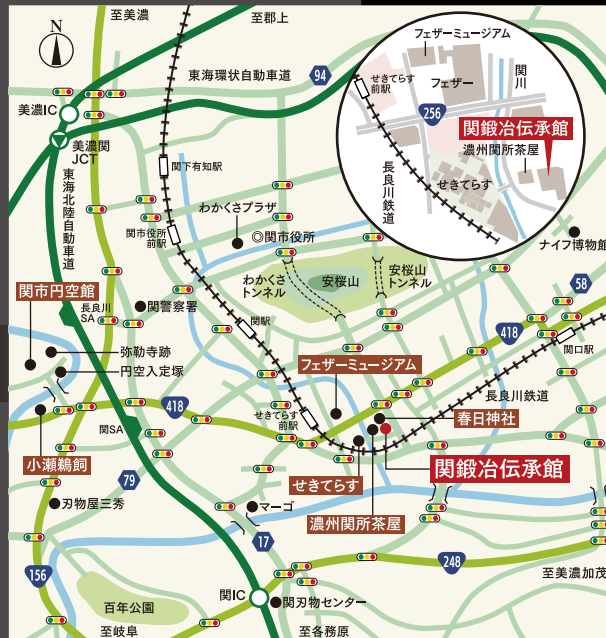 至美濃
至郡上
N
東海環状自動車道
94
美濃IC
美濃関
JCT
東海北陸自動車道
関下有知駅
わかくさプラザ
◎関市役所
関市役所
前駅
わかくさ
トンネル
安桜山
安桜山
トンネル
ナイフ博物館
58
フェザーミュージアム
せきてらす
前駅
フェザー
関川
256
関鍛冶伝承館
濃州関所茶屋
長良川鉄道
せきてらす
関市円空館
長良川
SA
関警察署
関駅
418
関口駅
弥勒寺跡
円空入定塚
フェザーミュージアム
長良川鉄道
418
せきてらす
前駅
春日神社
関SA
小瀬鵜飼
関鍛冶伝承館
79
せきてらす
刃物屋三秀
マーゴ
濃州関所茶屋
17
156
248
至美濃加茂
百年公園
関IC
関刃物センター
至岐阜
至各務原